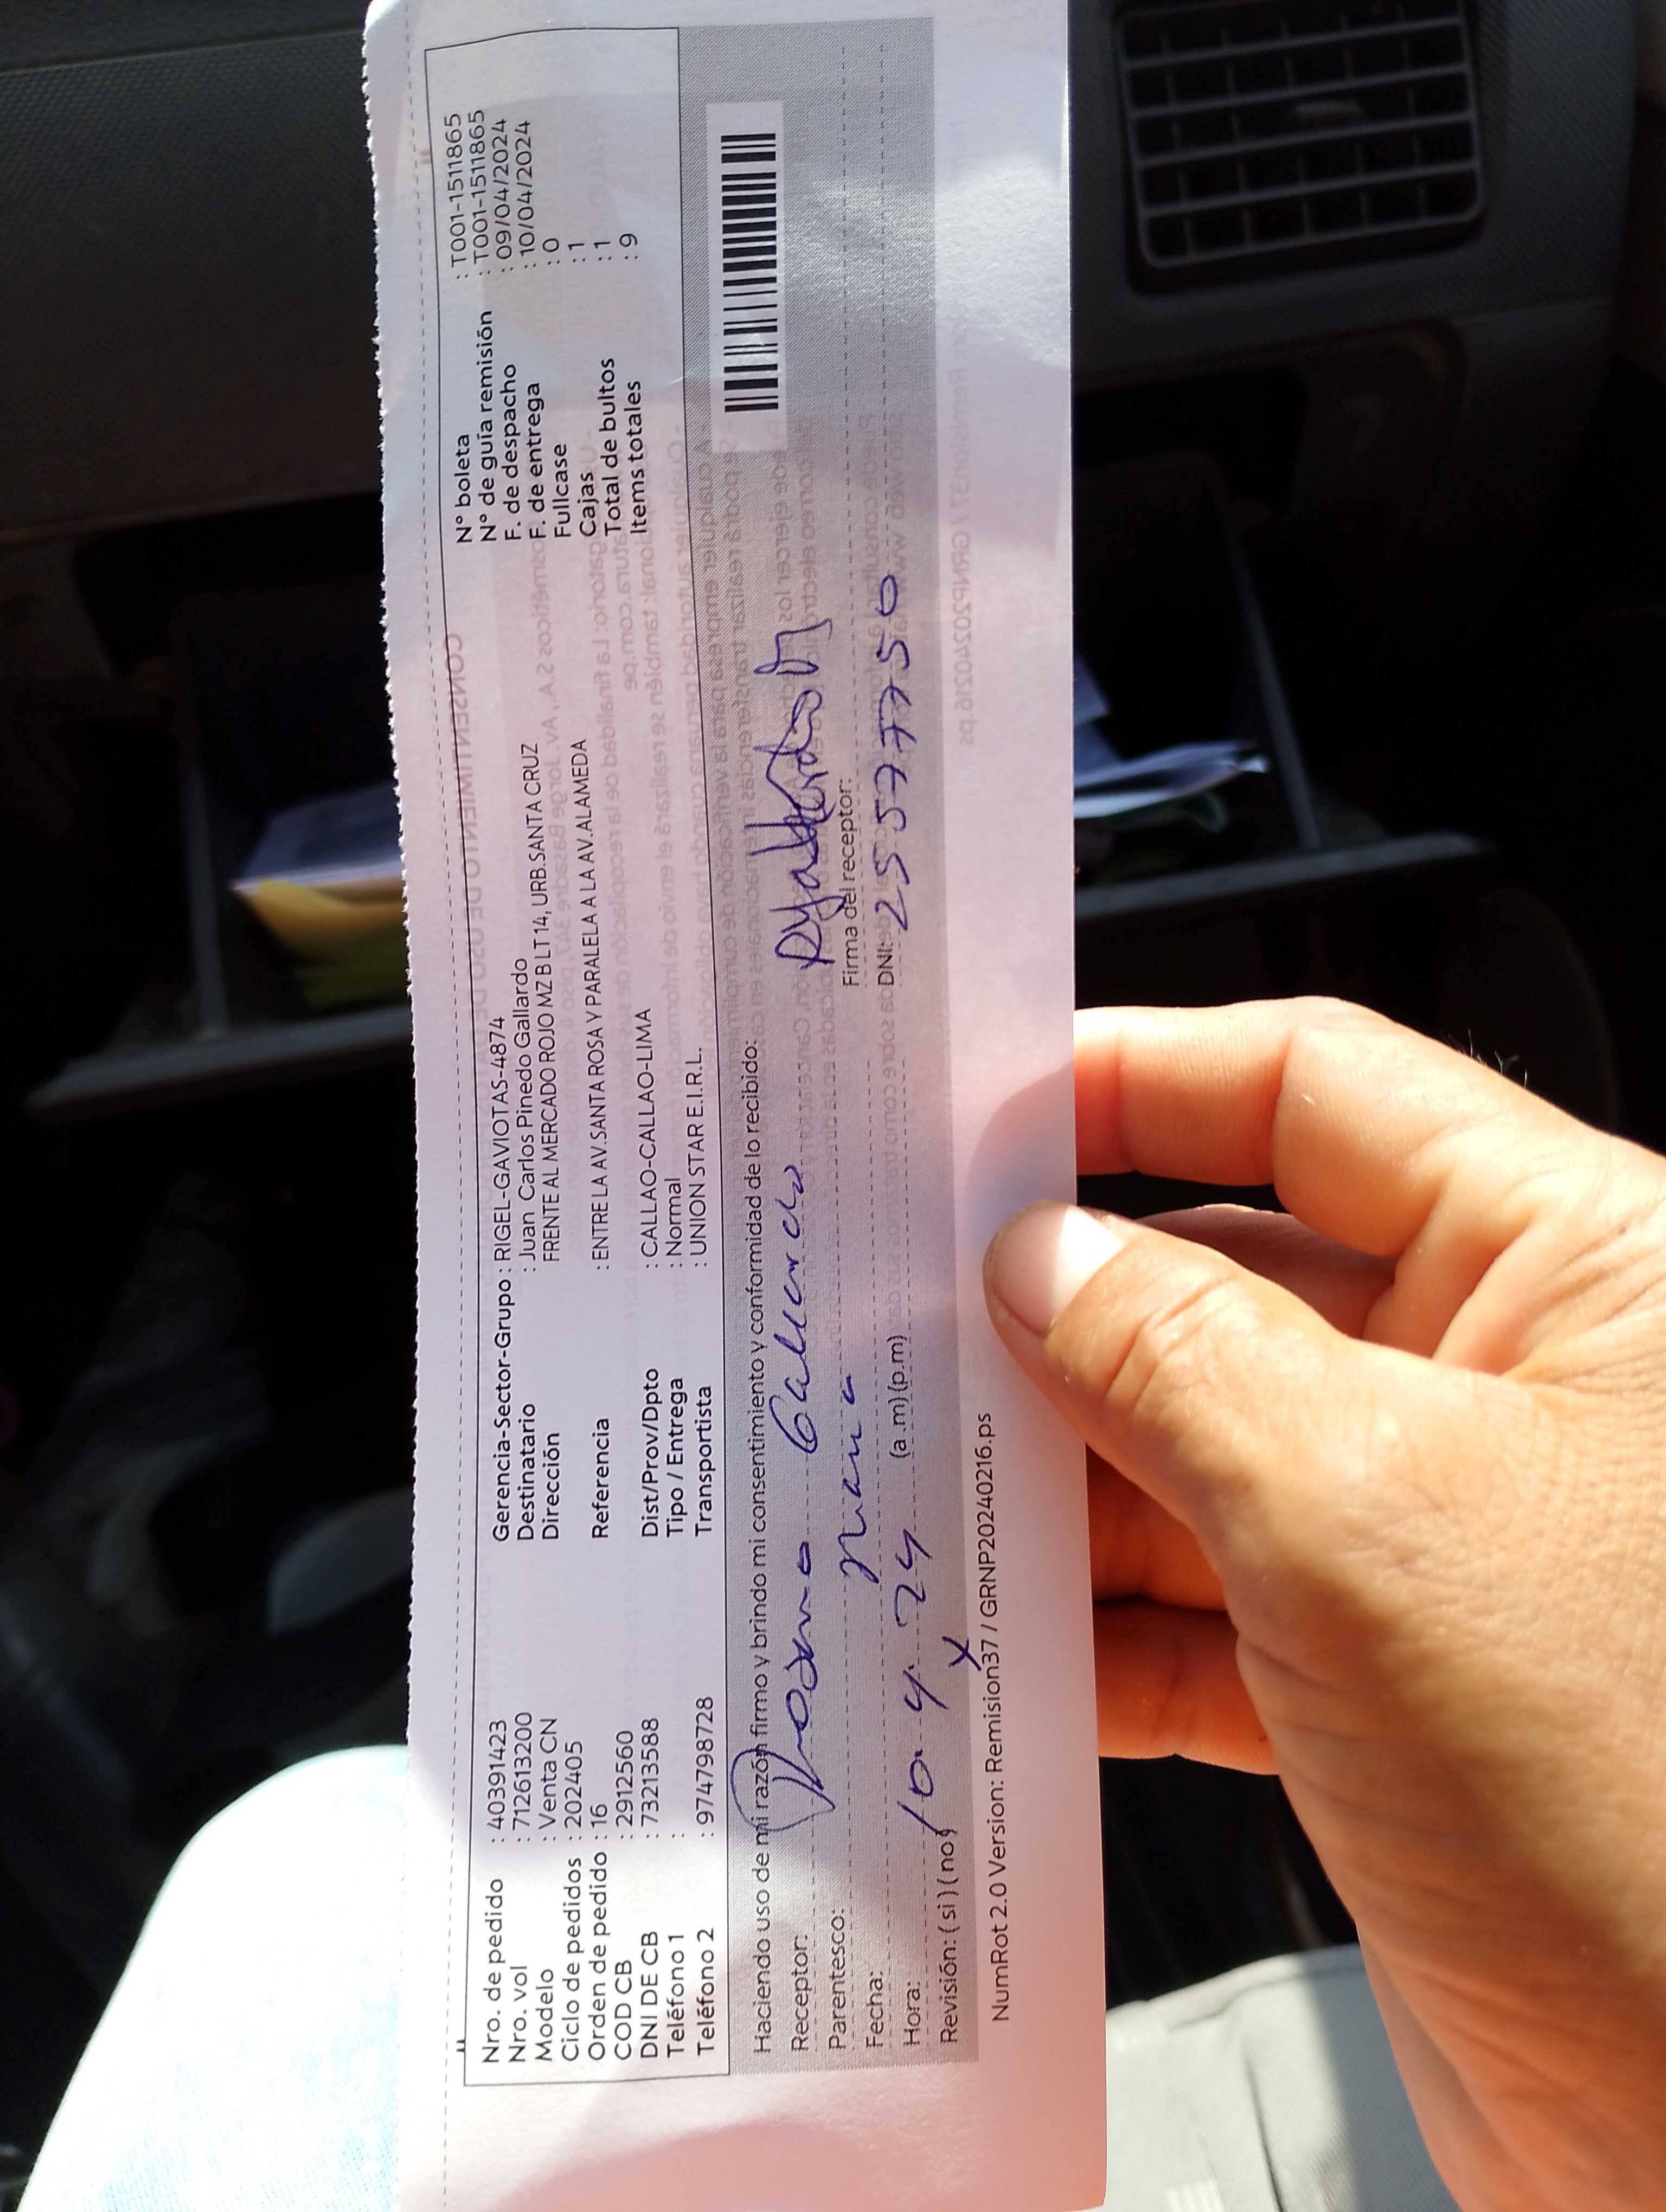 Nro. de pedido : 40391423
Nro. vol : 712613200
Modelo : Venta CN
Ciclo de pedidos : 202405
Orden de pedido : 16
COD CB : 2912560
DNI DE CB : 73213588
Teléfono 1 :
Teléfono 2 : 974798728
Gerencia-Sector-Grupo : RIGEL-GAVIOTAS-4874
Destinatario : Juan Carlos Pinedo Gallardo
Dirección FRENTE AL MERCADO ROJO MZ B LT 14, URB.SANTA CRUZ
Referencia : ENTRE LA AV.SANTA ROSA Y PARALELA A LA AV.ALAMEDA
Dist/Prov/Dpto : CALLAO-CALLAO-LIMA
Tipo / Entrega : Normal
Transportista : UNION STAR E.I.R.L.
N° boleta : T001-1511865
N° de guía remisión : T001-1511865
F. de despacho : 09/04/2024
F. de entrega : 10/04/2024
Fullcase : 0
Cajas : 1
Total de bultos : 1
Items totales : 9
Haciendo uso de mi razón firmo y brindo mi consentimiento y conformidad de lo recibido:
Receptor: Gallardo
Parentesco: mama
Fecha: 10. 4. 24
Hora: (a .m) (p.m)
Revisión: ( si ) ( no ) X
Firma del receptor:
DNI: 25577750
NumRot 2.0 Version: Remision37 / GRNP20240216.ps